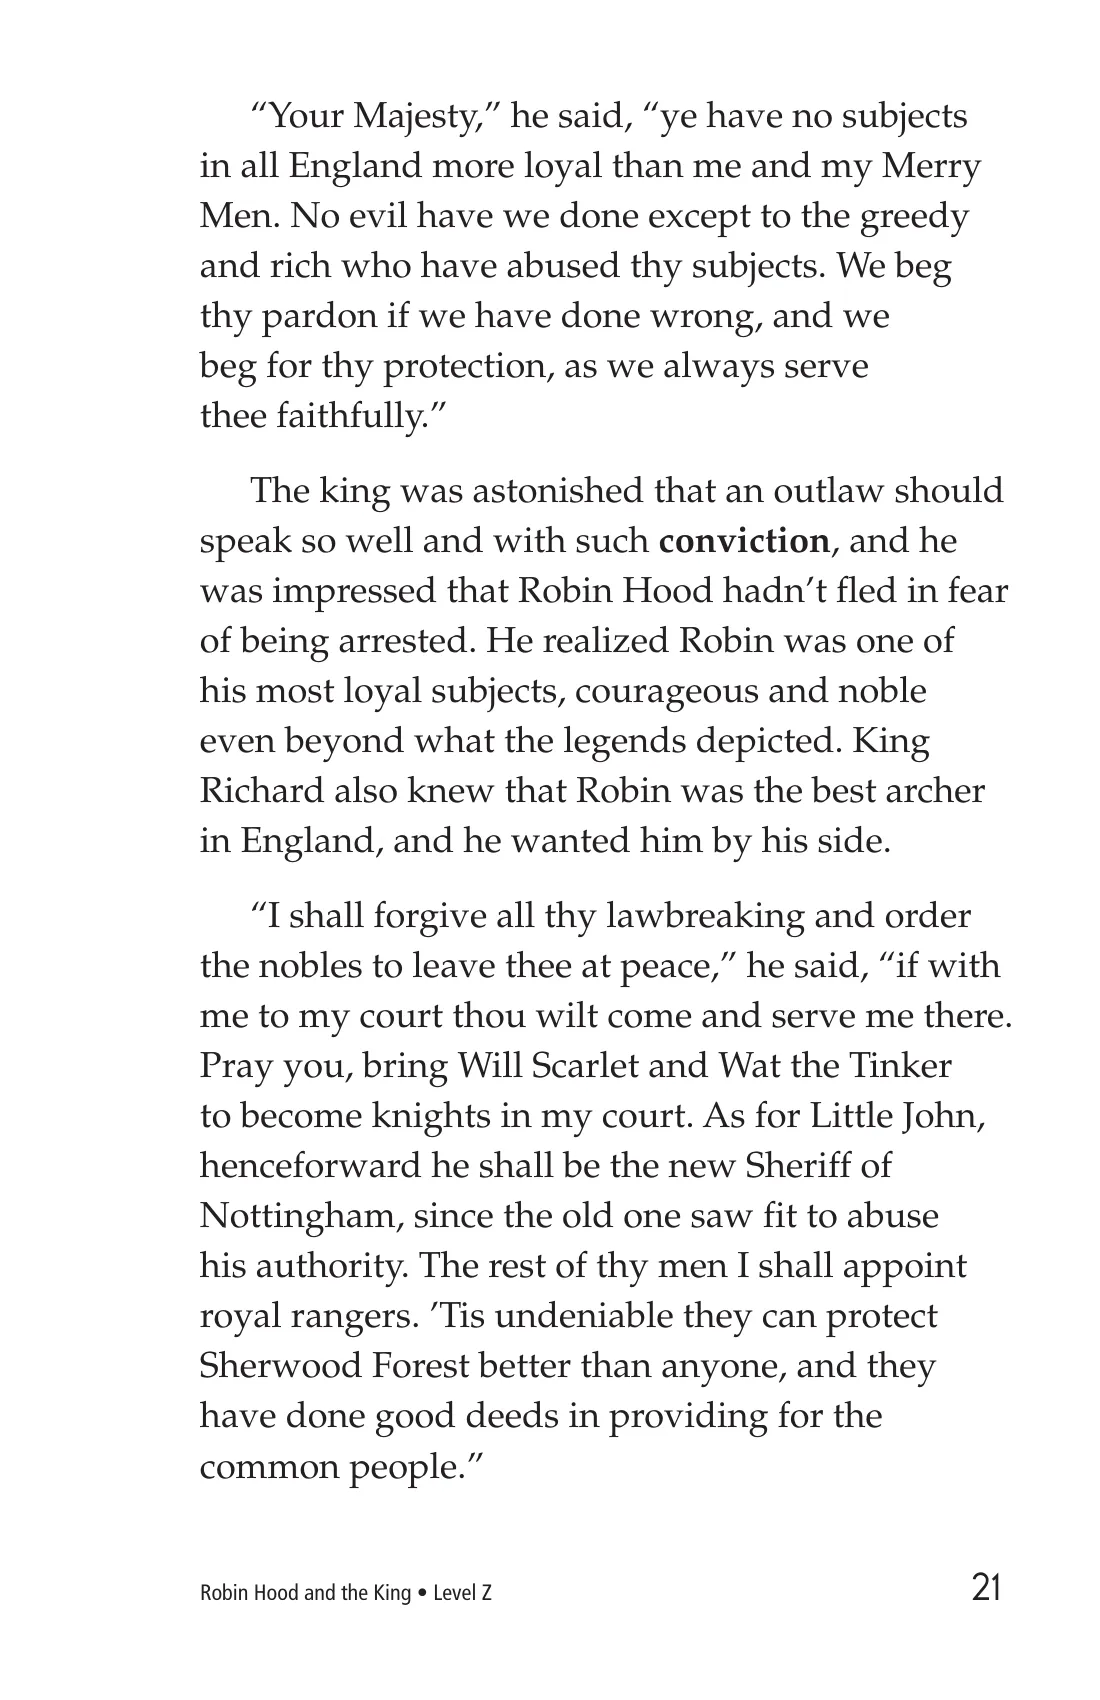 “Your Majesty,” he said, “ye have no subjects
in all England more loyal than me and my Merry
Men. No evil have we done except to the greedy
and rich who have abused thy subjects. We beg
thy pardon if we have done wrong, and we
beg for thy protection, as we always serve
thee faithfully.”
The king was astonished that an outlaw should
speak so well and with such conviction, and he
was impressed that Robin Hood hadn’t fled in fear
of being arrested. He realized Robin was one of
his most loyal subjects, courageous and noble
even beyond what the legends depicted. King
Richard also knew that Robin was the best archer
in England, and he wanted him by his side.
“I shall forgive all thy lawbreaking and order
the nobles to leave thee at peace,” he said, “if with
me to my court thou wilt come and serve me there.
Pray you, bring Will Scarlet and Wat the Tinker
to become knights in my court. As for Little John,
henceforward he shall be the new Sheriff of
Nottingham, since the old one saw fit to abuse
his authority. The rest of thy men I shall appoint
royal rangers. ’Tis undeniable they can protect
Sherwood Forest better than anyone, and they
have done good deeds in providing for the
common people.”
Robin Hood and the King • Level Z 21